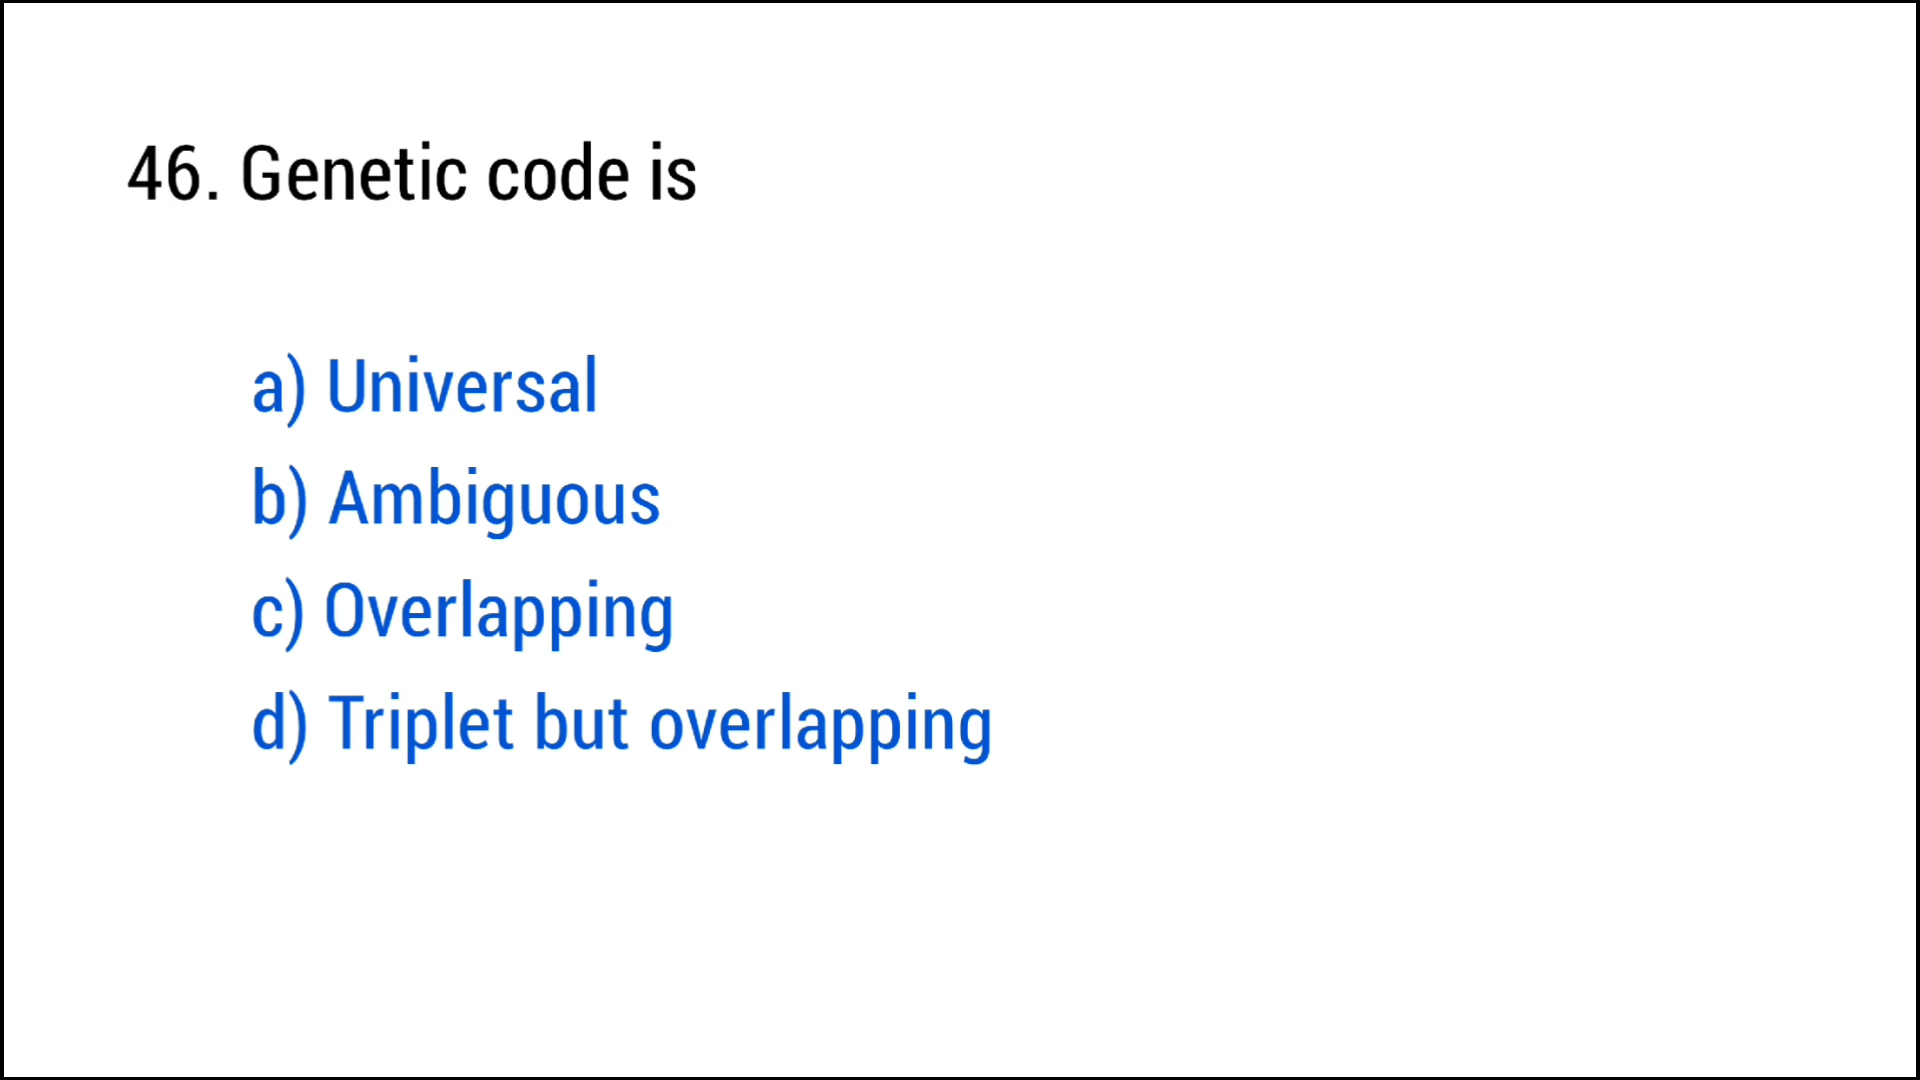 46. Genetic code is
a) Universal
b) Ambiguous
c) Overlapping
d) Triplet but overlapping